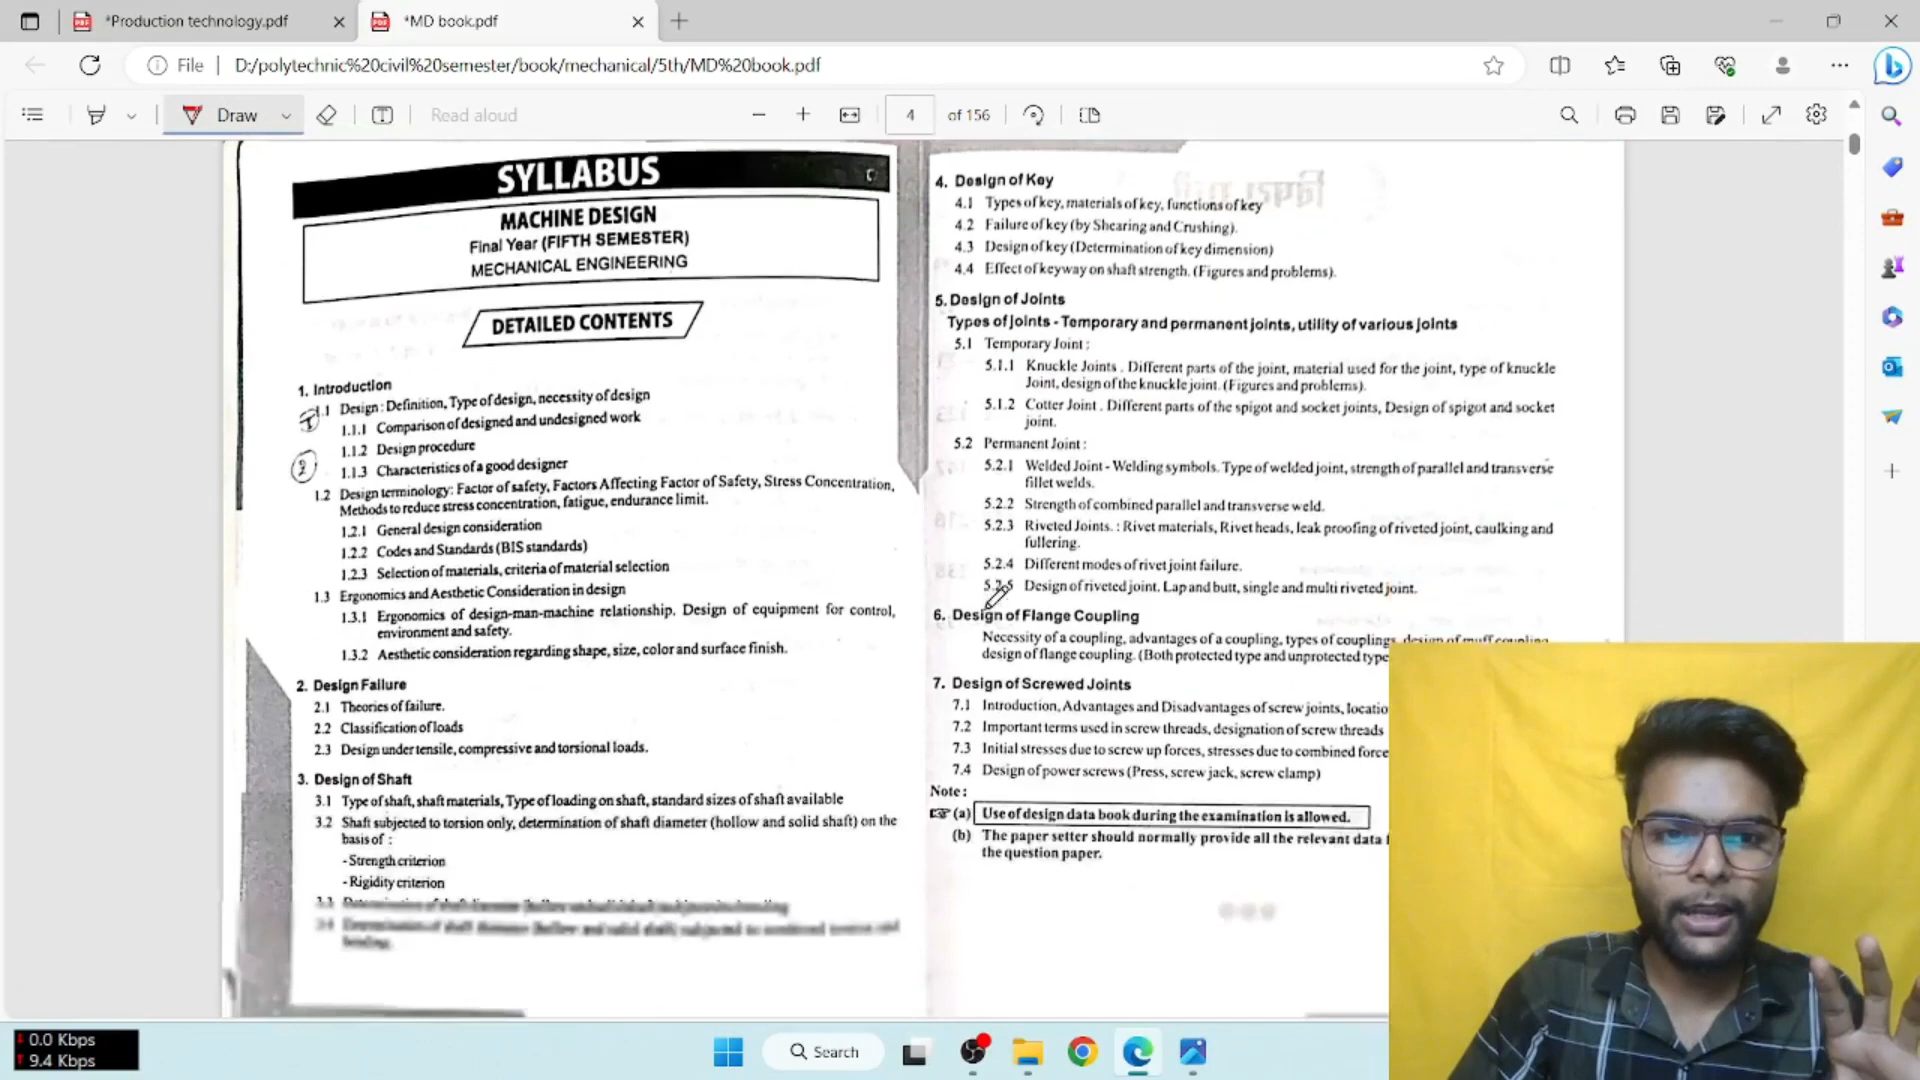 *Production technology.pdf
*MD book.pdf
File
D:/polytechnic%20civil%20semester/book/mechanical/5th/MD%20book.pdf
Draw
Read aloud
4
of 156
SYLLABUS
MACHINE DESIGN
Final Year (FIFTH SEMESTER)
MECHANICAL ENGINEERING
DETAILED CONTENTS
1. Introduction
1.1 Design : Definition, Type of design, necessity of design
1.1.1 Comparison of designed and undesigned work
1.1.2 Design procedure
1.1.3 Characteristics of a good designer
1.2 Design terminology: Factor of safety, Factors Affecting Factor of Safety, Stress Concentration,
Methods to reduce stress concentration, fatigue, endurance limit.
1.2.1 General design consideration
1.2.2 Codes and Standards (BIS standards)
1.2.3 Selection of materials, criteria of material selection
1.3 Ergonomics and Aesthetic Consideration in design
1.3.1 Ergonomics of design-man-machine relationship. Design of equipment for control,
environment and safety.
1.3.2 Aesthetic consideration regarding shape, size, color and surface finish.
2. Design Failure
2.1 Theories of failure.
2.2 Classification of loads
2.3 Design under tensile, compressive and torsional loads.
3. Design of Shaft
3.1 Type of shaft, shaft materials, Type of loading on shaft, standard sizes of shaft available
3.2 Shaft subjected to torsion only, determination of shaft diameter (hollow and solid shaft) on the
basis of :
- Strength criterion
- Rigidity criterion
4. Design of Key
4.1 Types of key, materials of key, functions of key
4.2 Failure of key (by Shearing and Crushing).
4.3 Design of key (Determination of key dimension)
4.4 Effect of keyway on shaft strength. (Figures and problems).
5. Design of Joints
Types of Joints - Temporary and permanent joints, utility of various joints
5.1 Temporary Joint :
5.1.1 Knuckle Joints . Different parts of the joint, material used for the joint, type of knuckle
Joint, design of the knuckle joint. (Figures and problems).
5.1.2 Cotter Joint . Different parts of the spigot and socket joints, Design of spigot and socket
joint.
5.2 Permanent Joint :
5.2.1 Welded Joint - Welding symbols. Type of welded joint, strength of parallel and transverse
fillet welds.
5.2.2 Strength of combined parallel and transverse weld.
5.2.3 Riveted Joints. : Rivet materials, Rivet heads, leak proofing of riveted joint, caulking and
fullering.
5.2.4 Different modes of rivet joint failure.
5.2.5 Design of riveted joint. Lap and butt, single and multi riveted joint.
6. Design of Flange Coupling
Necessity of a coupling, advantages of a coupling, types of couplings, design of muff coupling,
design of flange coupling. (Both protected type and unprotected type
7. Design of Screwed Joints
7.1 Introduction, Advantages and Disadvantages of screw joints,
7.2 Important terms used in screw threads, designation of screw threads
7.3 Initial stresses due to screw up forces, stresses due to combined
7.4 Design of power screws (Press, screw jack, screw clamp)
Note :
(a) Use of design data book during the examination is allowed.
(b) The paper setter should normally provide all the relevant data
the question paper.
0.0 Kbps
9.4 Kbps
Search